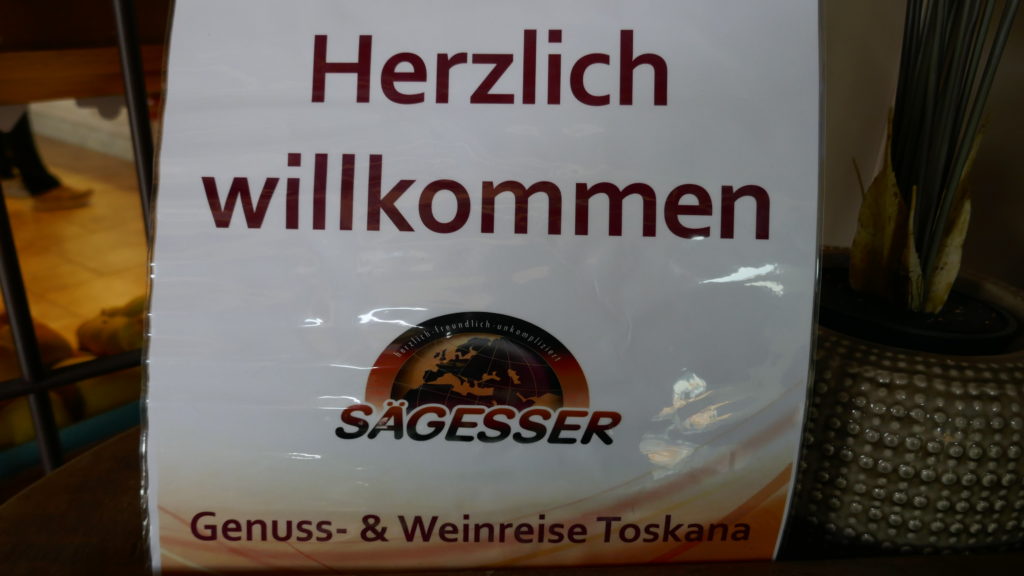 Herzlich
willkommen
herzlich·freundlich·unkompliziert
SÄGESSER
Genuss- & Weinreise Toskana